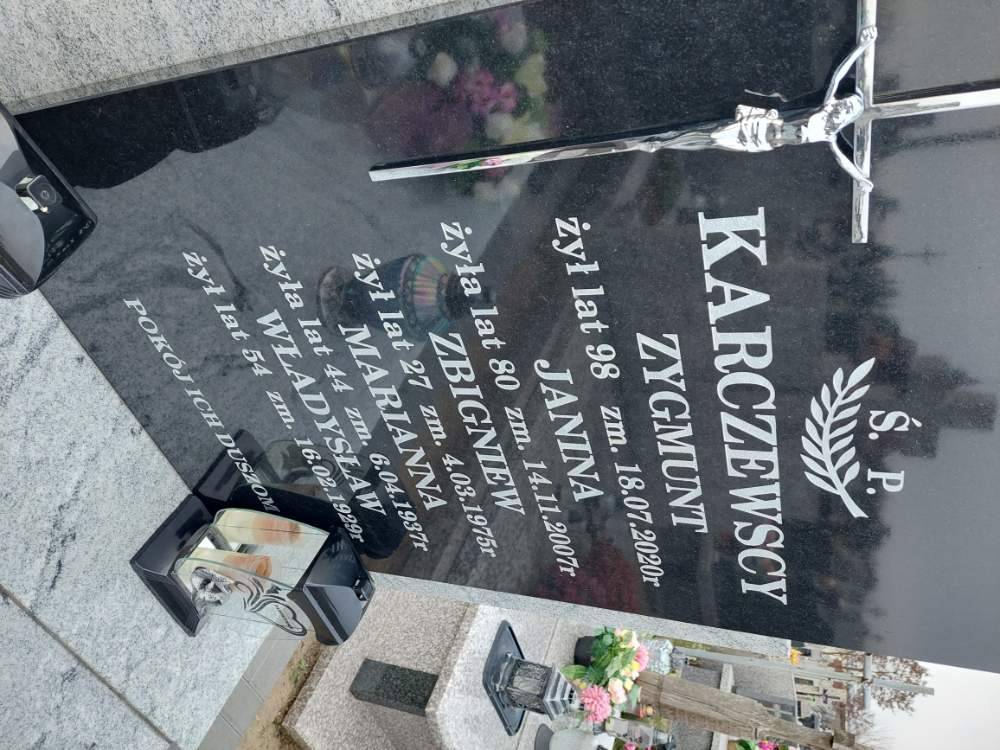 Ś. P.
KARCZEWSCY
ZYGMUNT
żył lat 98 zm. 18.07.2020r
JANINA
żyła lat 80 zm. 14.11.2007r
ZBIGNIEW
żył lat 27 zm. 4.03.1975r
MARIANNA
żyła lat 44 zm. 6.04.1937r
WŁADYSŁAW
żył lat 54 zm. 16.02.1929r
POKÓJ ICH DUSZOM